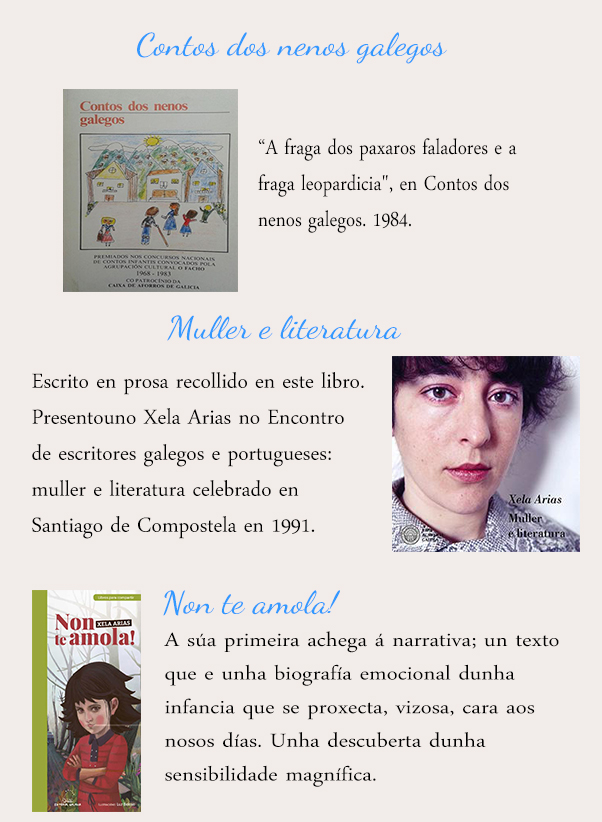 Contos dos nenos galegos
Contos dos nenos
galegos
PREMIADOS NOS CONCURSOS NACIONAIS
DE CONTOS INFANTIS CONVOCADOS POLA
AGRUPACIÓN CULTURAL O FACHO
1968 - 1983
CO PATROCINIO DA
CAIXA DE AFORROS DE GALICIA
“A fraga dos paxaros faladores e a
fraga leopardicia", en Contos dos
nenos galegos. 1984.
Muller e literatura
Escrito en prosa recollido en este libro.
Presentouno Xela Arias no Encontro
de escritores galegos e portugueses:
muller e literatura celebrado en
Santiago de Compostela en 1991.
Xela Arias
Muller
e literatura
Non te amola!
Non
XELA ARIAS
te amola!
A súa primeira achega á narrativa; un texto
que e unha biografía emocional dunha
infancia que se proxecta, vizosa, cara aos
nosos días. Unha descuberta dunha
sensibilidade magnífica.